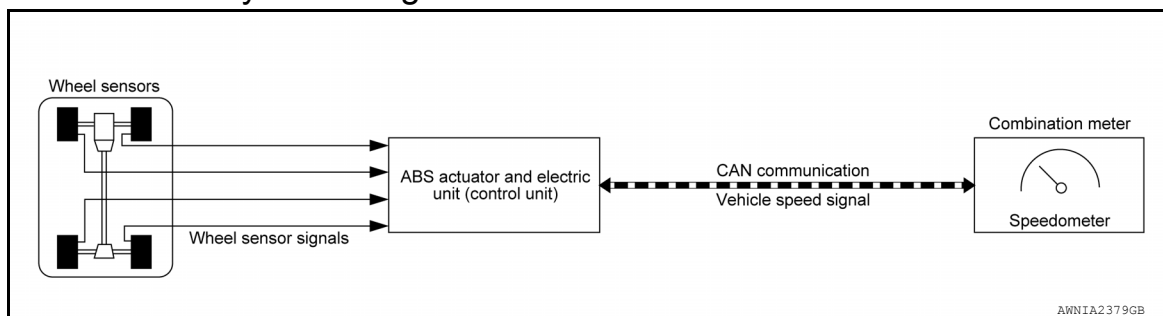 Wheel sensors
Wheel sensor signals
ABS actuator and electric
unit (control unit)
CAN communication
Vehicle speed signal
Combination meter
Speedometer
AWNIA2379GB